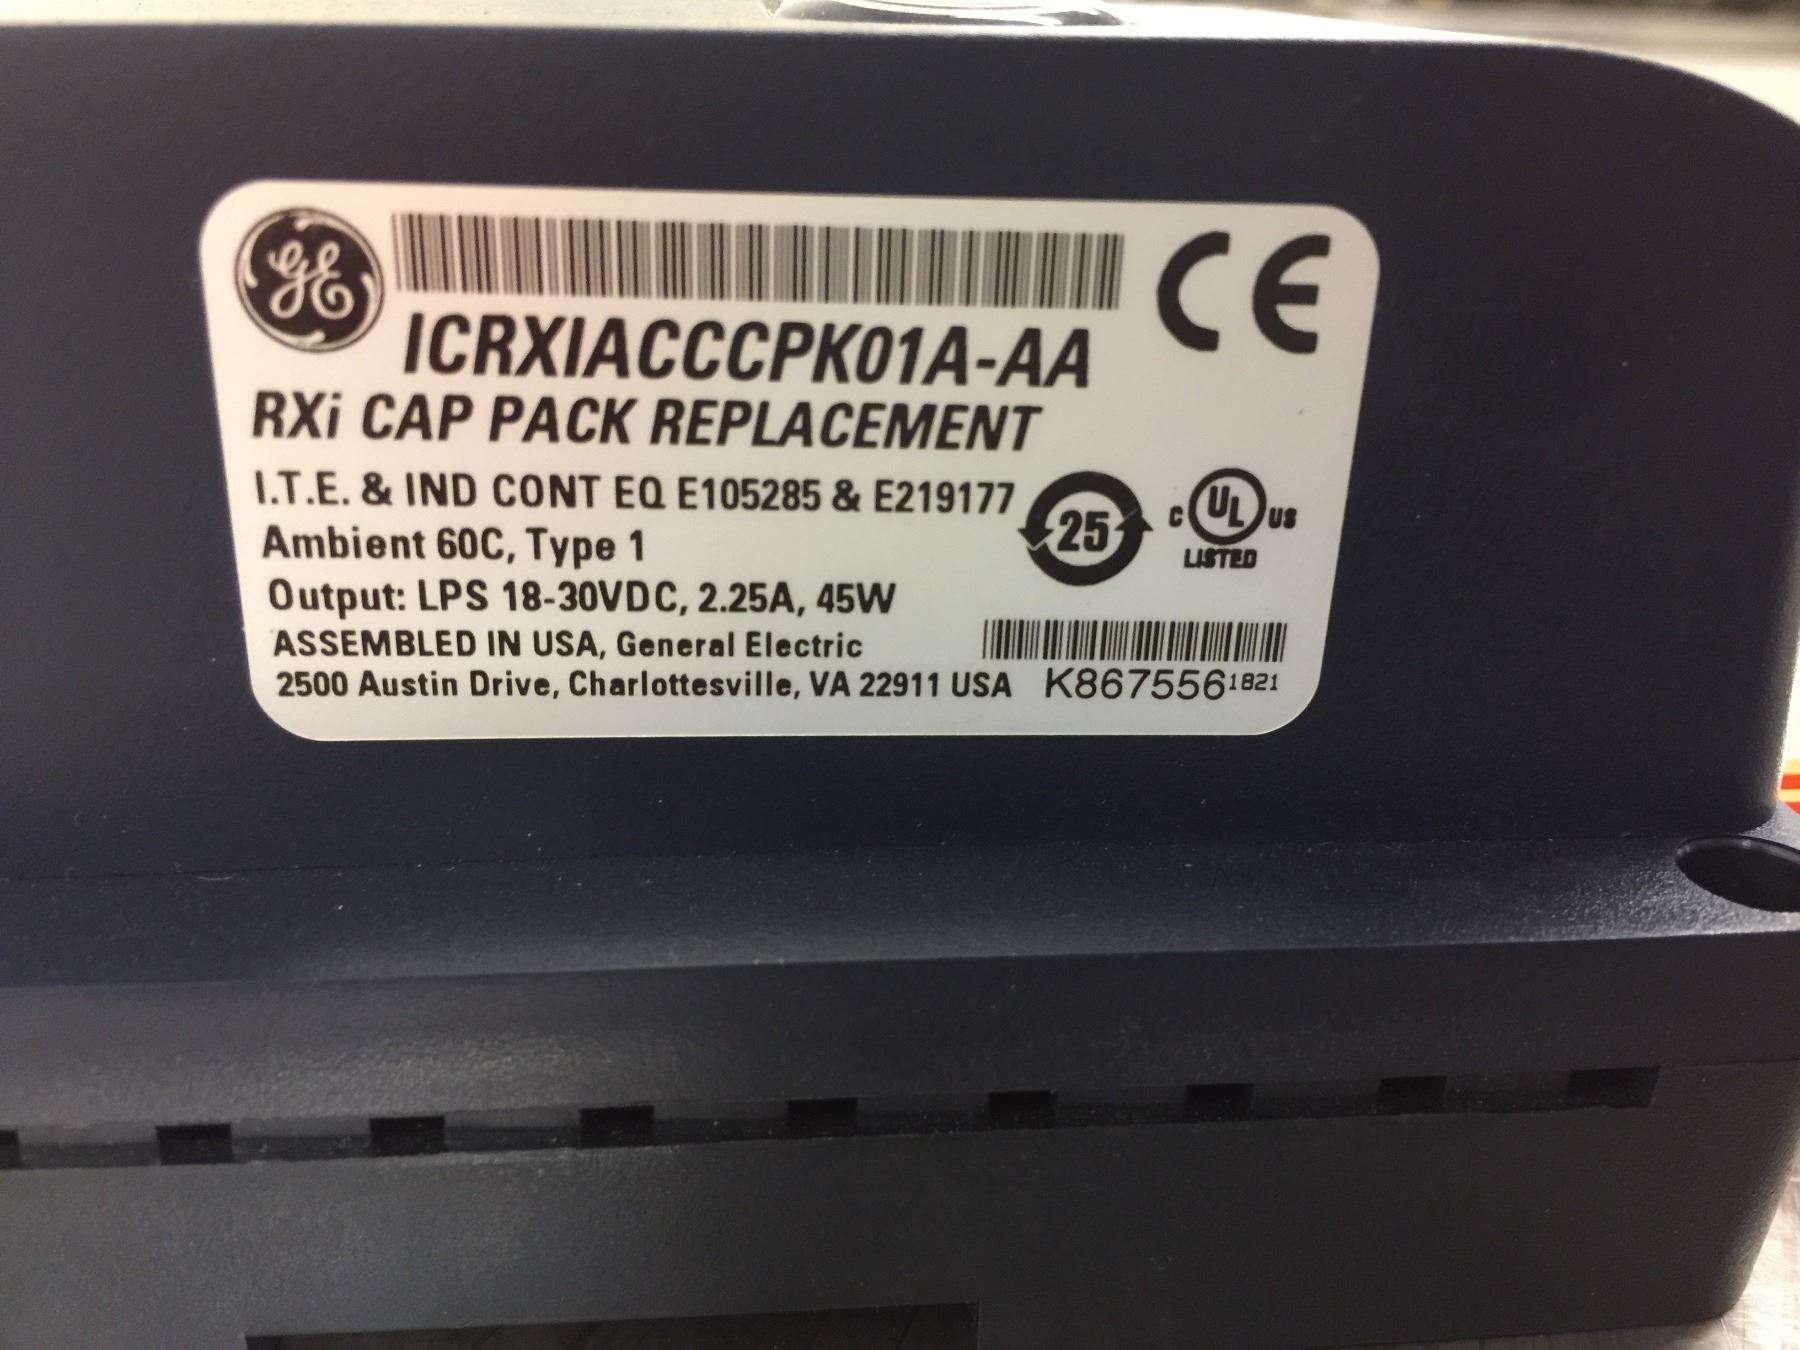 GE
CE
ICRXIACCCPK01A-AA
RXi CAP PACK REPLACEMENT
I.T.E. & IND CONT EQ E105285 & E219177
25
C UL US
LISTED
Ambient 60C, Type 1
Output: LPS 18-30VDC, 2.25A, 45W
ASSEMBLED IN USA, General Electric
2500 Austin Drive, Charlottesville, VA 22911 USA
K867556 1821